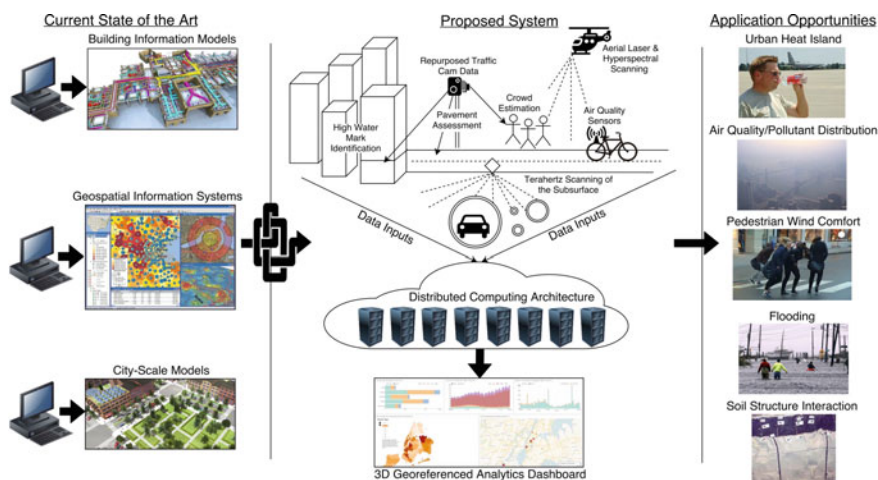 Current State of the Art
Building Information Models
Geospatial Information Systems
City-Scale Models
Proposed System
Repurposed Traffic
Cam Data
Aerial Laser &
Hyperspectral
Scanning
Crowd
Estimation
Pavement
Assessment
Air Quality
Sensors
High Water
Mark
Identification
Terahertz Scanning of
the Subsurface
Data Inputs
Data Inputs
Distributed Computing Architecture
3D Georeferenced Analytics Dashboard
Application Opportunities
Urban Heat Island
Air Quality/Pollutant Distribution
Pedestrian Wind Comfort
Flooding
Soil Structure Interaction